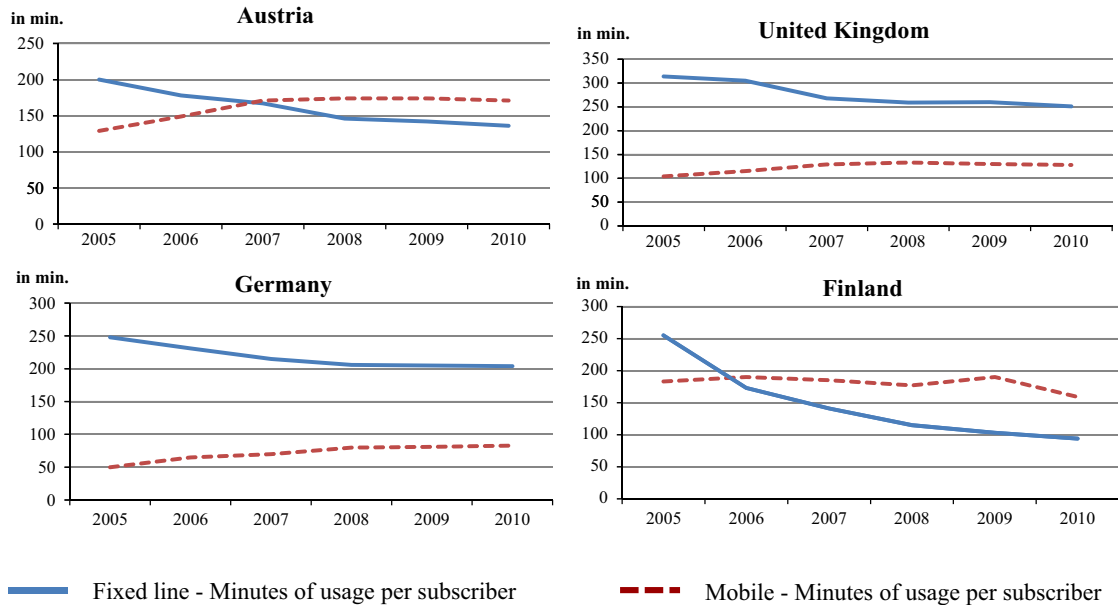 Austria
in min.
250
200
150
100
50
0
2005 2006 2007 2008 2009 2010
United Kingdom
in min.
350
300
250
200
150
100
50
0
2005 2006 2007 2008 2009 2010
Germany
in min.
300
250
200
150
100
50
0
2005 2006 2007 2008 2009 2010
Finland
in min.
300
250
200
150
100
50
0
2005 2006 2007 2008 2009 2010
Fixed line - Minutes of usage per subscriber
Mobile - Minutes of usage per subscriber